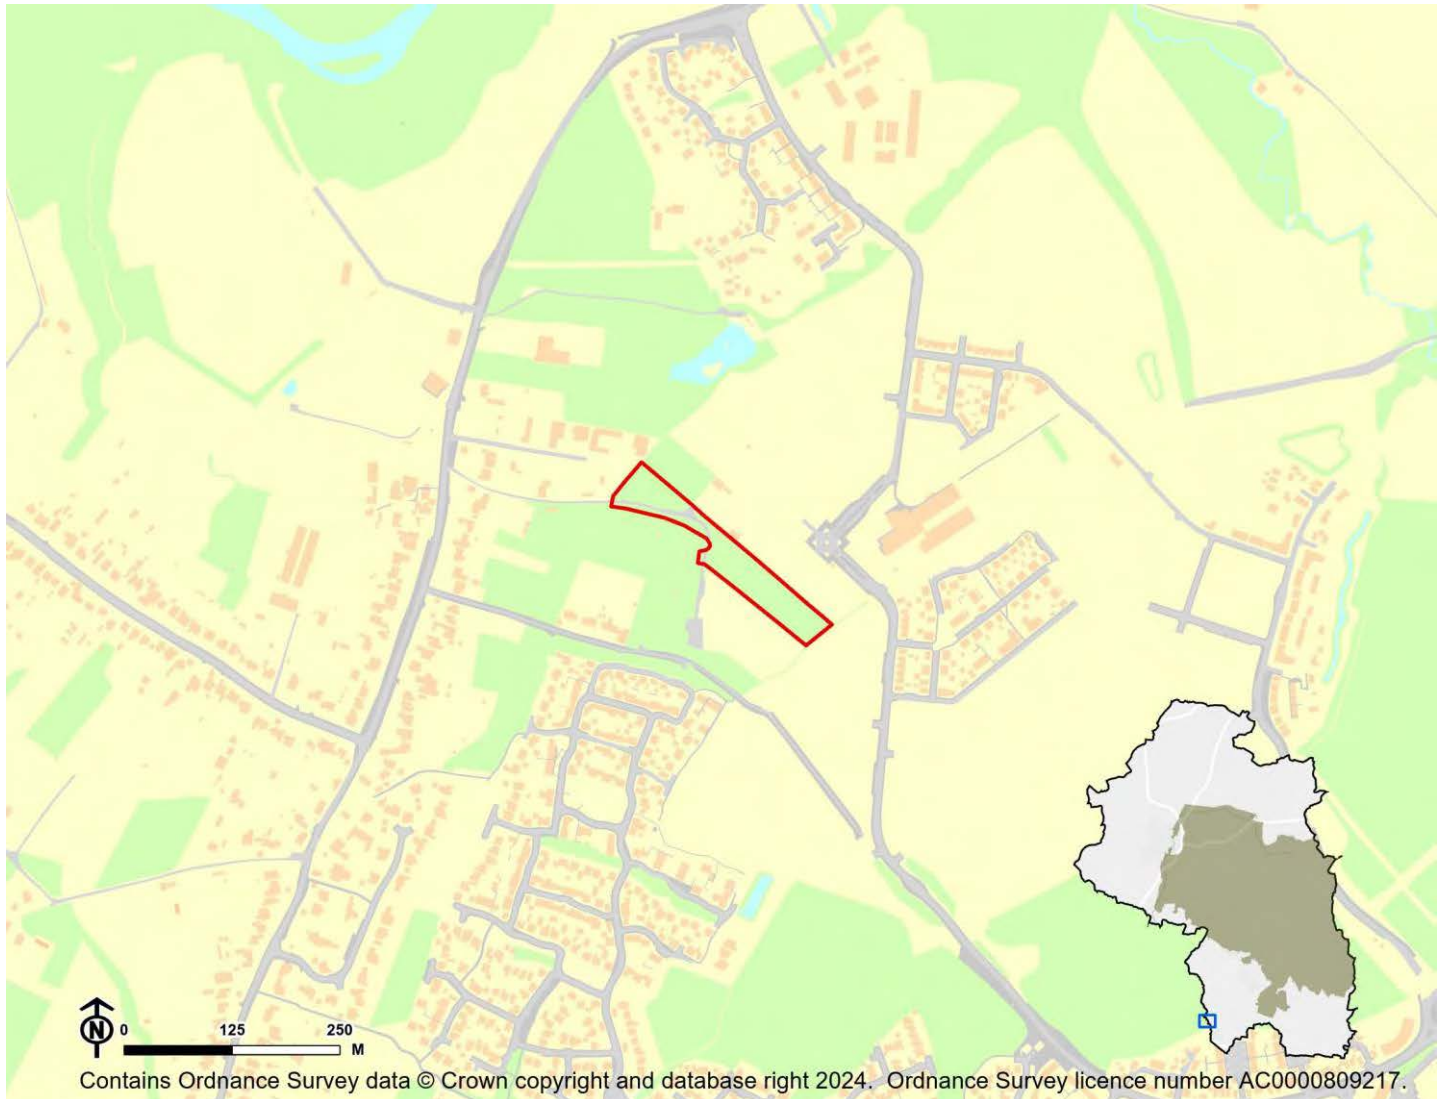 N 0 125 250
M
Contains Ordnance Survey data © Crown copyright and database right 2024. Ordnance Survey licence number AC0000809217.